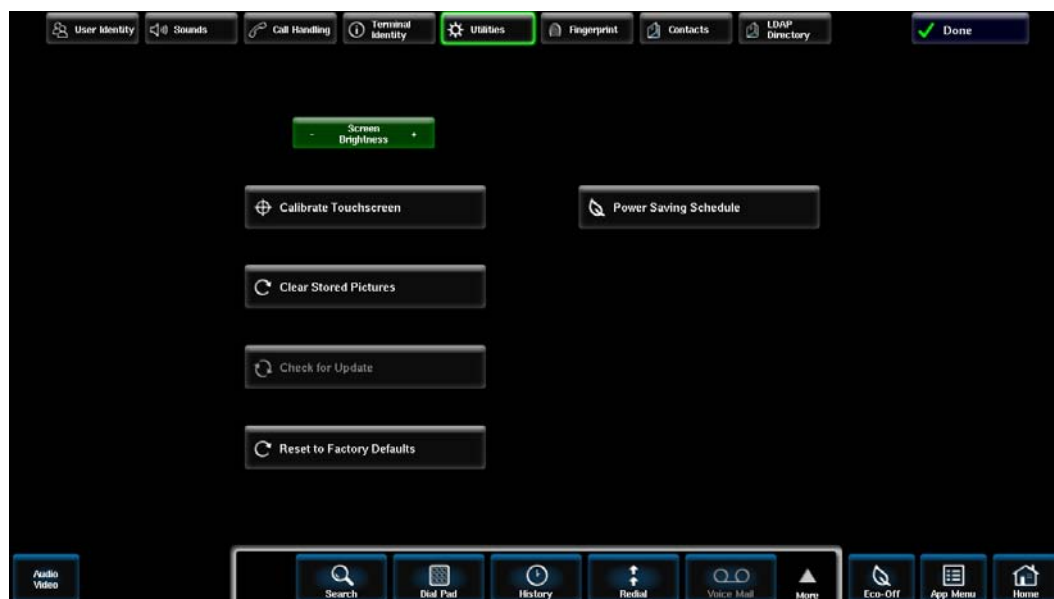 User Identity
Sounds
Call Handling
Terminal
Identity
Utilities
Fingerprint
Contacts
LDAP
Directory
Done
- Screen +
Brightness
Calibrate Touchscreen
Power Saving Schedule
Clear Stored Pictures
Check for Update
Reset to Factory Defaults
Audio
Video
Search
Dial Pad
History
Redial
Voice Mail
More
Eco-Off
App Menu
Home